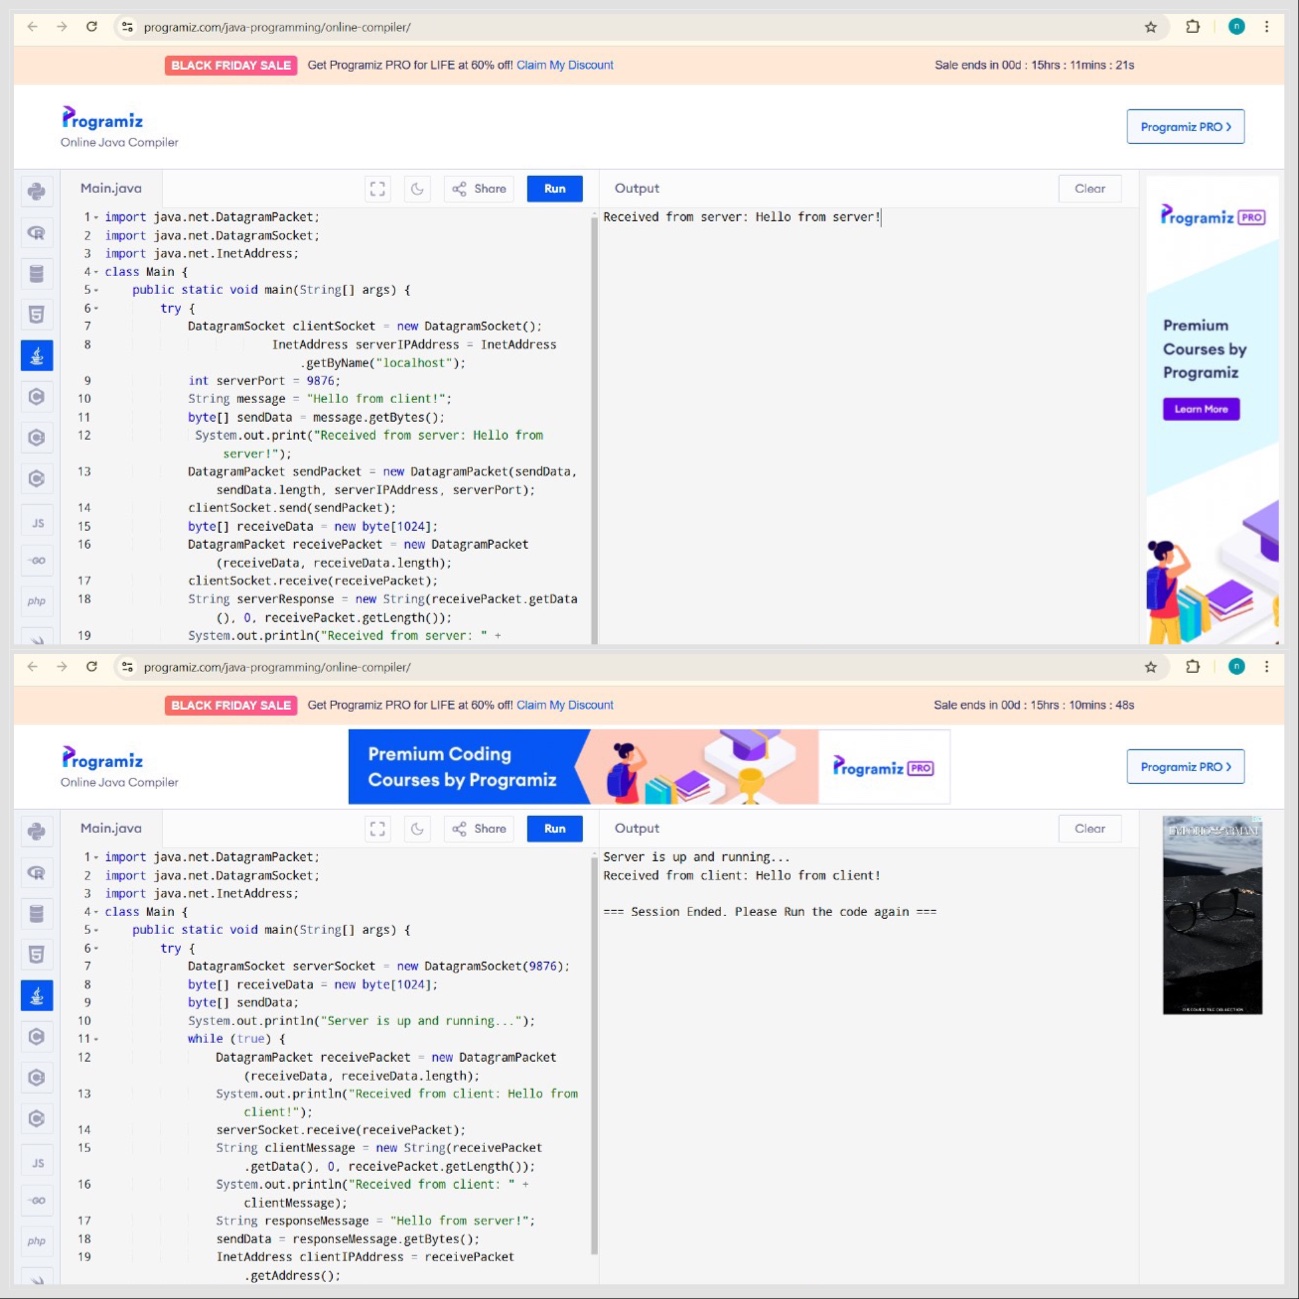 programiz.com/java-programming/online-compiler/
n
BLACK FRIDAY SALE Get Programiz PRO for LIFE at 60% off! Claim My Discount Sale ends in 00d : 15hrs : 11mins : 21s
Programiz
Online Java Compiler
Programiz PRO >
Main.java Share Run Output Clear
1 import java.net.DatagramPacket;
2 import java.net.DatagramSocket;
3 import java.net.InetAddress;
4 class Main {
5 public static void main(String[] args) {
6 try {
7 DatagramSocket clientSocket = new DatagramSocket();
8 InetAddress serverIPAddress = InetAddress
.getByName("localhost");
9 int serverPort = 9876;
10 String message = "Hello from client!";
11 byte[] sendData = message.getBytes();
12 System.out.print("Received from server: Hello from
server!");
13 DatagramPacket sendPacket = new DatagramPacket(sendData,
sendData.length, serverIPAddress, serverPort);
14 clientSocket.send(sendPacket);
15 byte[] receiveData = new byte[1024];
16 DatagramPacket receivePacket = new DatagramPacket
(receiveData, receiveData.length);
17 clientSocket.receive(receivePacket);
18 String serverResponse = new String(receivePacket.getData
(), 0, receivePacket.getLength());
19 System.out.println("Received from server: " +
JS
GO
php
Received from server: Hello from server!
Programiz PRO
Premium
Courses by
Programiz
Learn More
programiz.com/java-programming/online-compiler/
n
BLACK FRIDAY SALE Get Programiz PRO for LIFE at 60% off! Claim My Discount Sale ends in 00d : 15hrs : 10mins : 48s
Programiz
Online Java Compiler
Premium Coding
Courses by Programiz
Programiz PRO
Programiz PRO >
Main.java Share Run Output Clear
1 import java.net.DatagramPacket;
2 import java.net.DatagramSocket;
3 import java.net.InetAddress;
4 class Main {
5 public static void main(String[] args) {
6 try {
7 DatagramSocket serverSocket = new DatagramSocket(9876);
8 byte[] receiveData = new byte[1024];
9 byte[] sendData;
10 System.out.println("Server is up and running...");
11 while (true) {
12 DatagramPacket receivePacket = new DatagramPacket
(receiveData, receiveData.length);
13 System.out.println("Received from client: Hello from
client!");
14 serverSocket.receive(receivePacket);
15 String clientMessage = new String(receivePacket
.getData(), 0, receivePacket.getLength());
16 System.out.println("Received from client: " +
clientMessage);
17 String responseMessage = "Hello from server!";
18 sendData = responseMessage.getBytes();
19 InetAddress clientIPAddress = receivePacket
.getAddress();
JS
GO
php
Server is up and running...
Received from client: Hello from client!
=== Session Ended. Please Run the code again ===